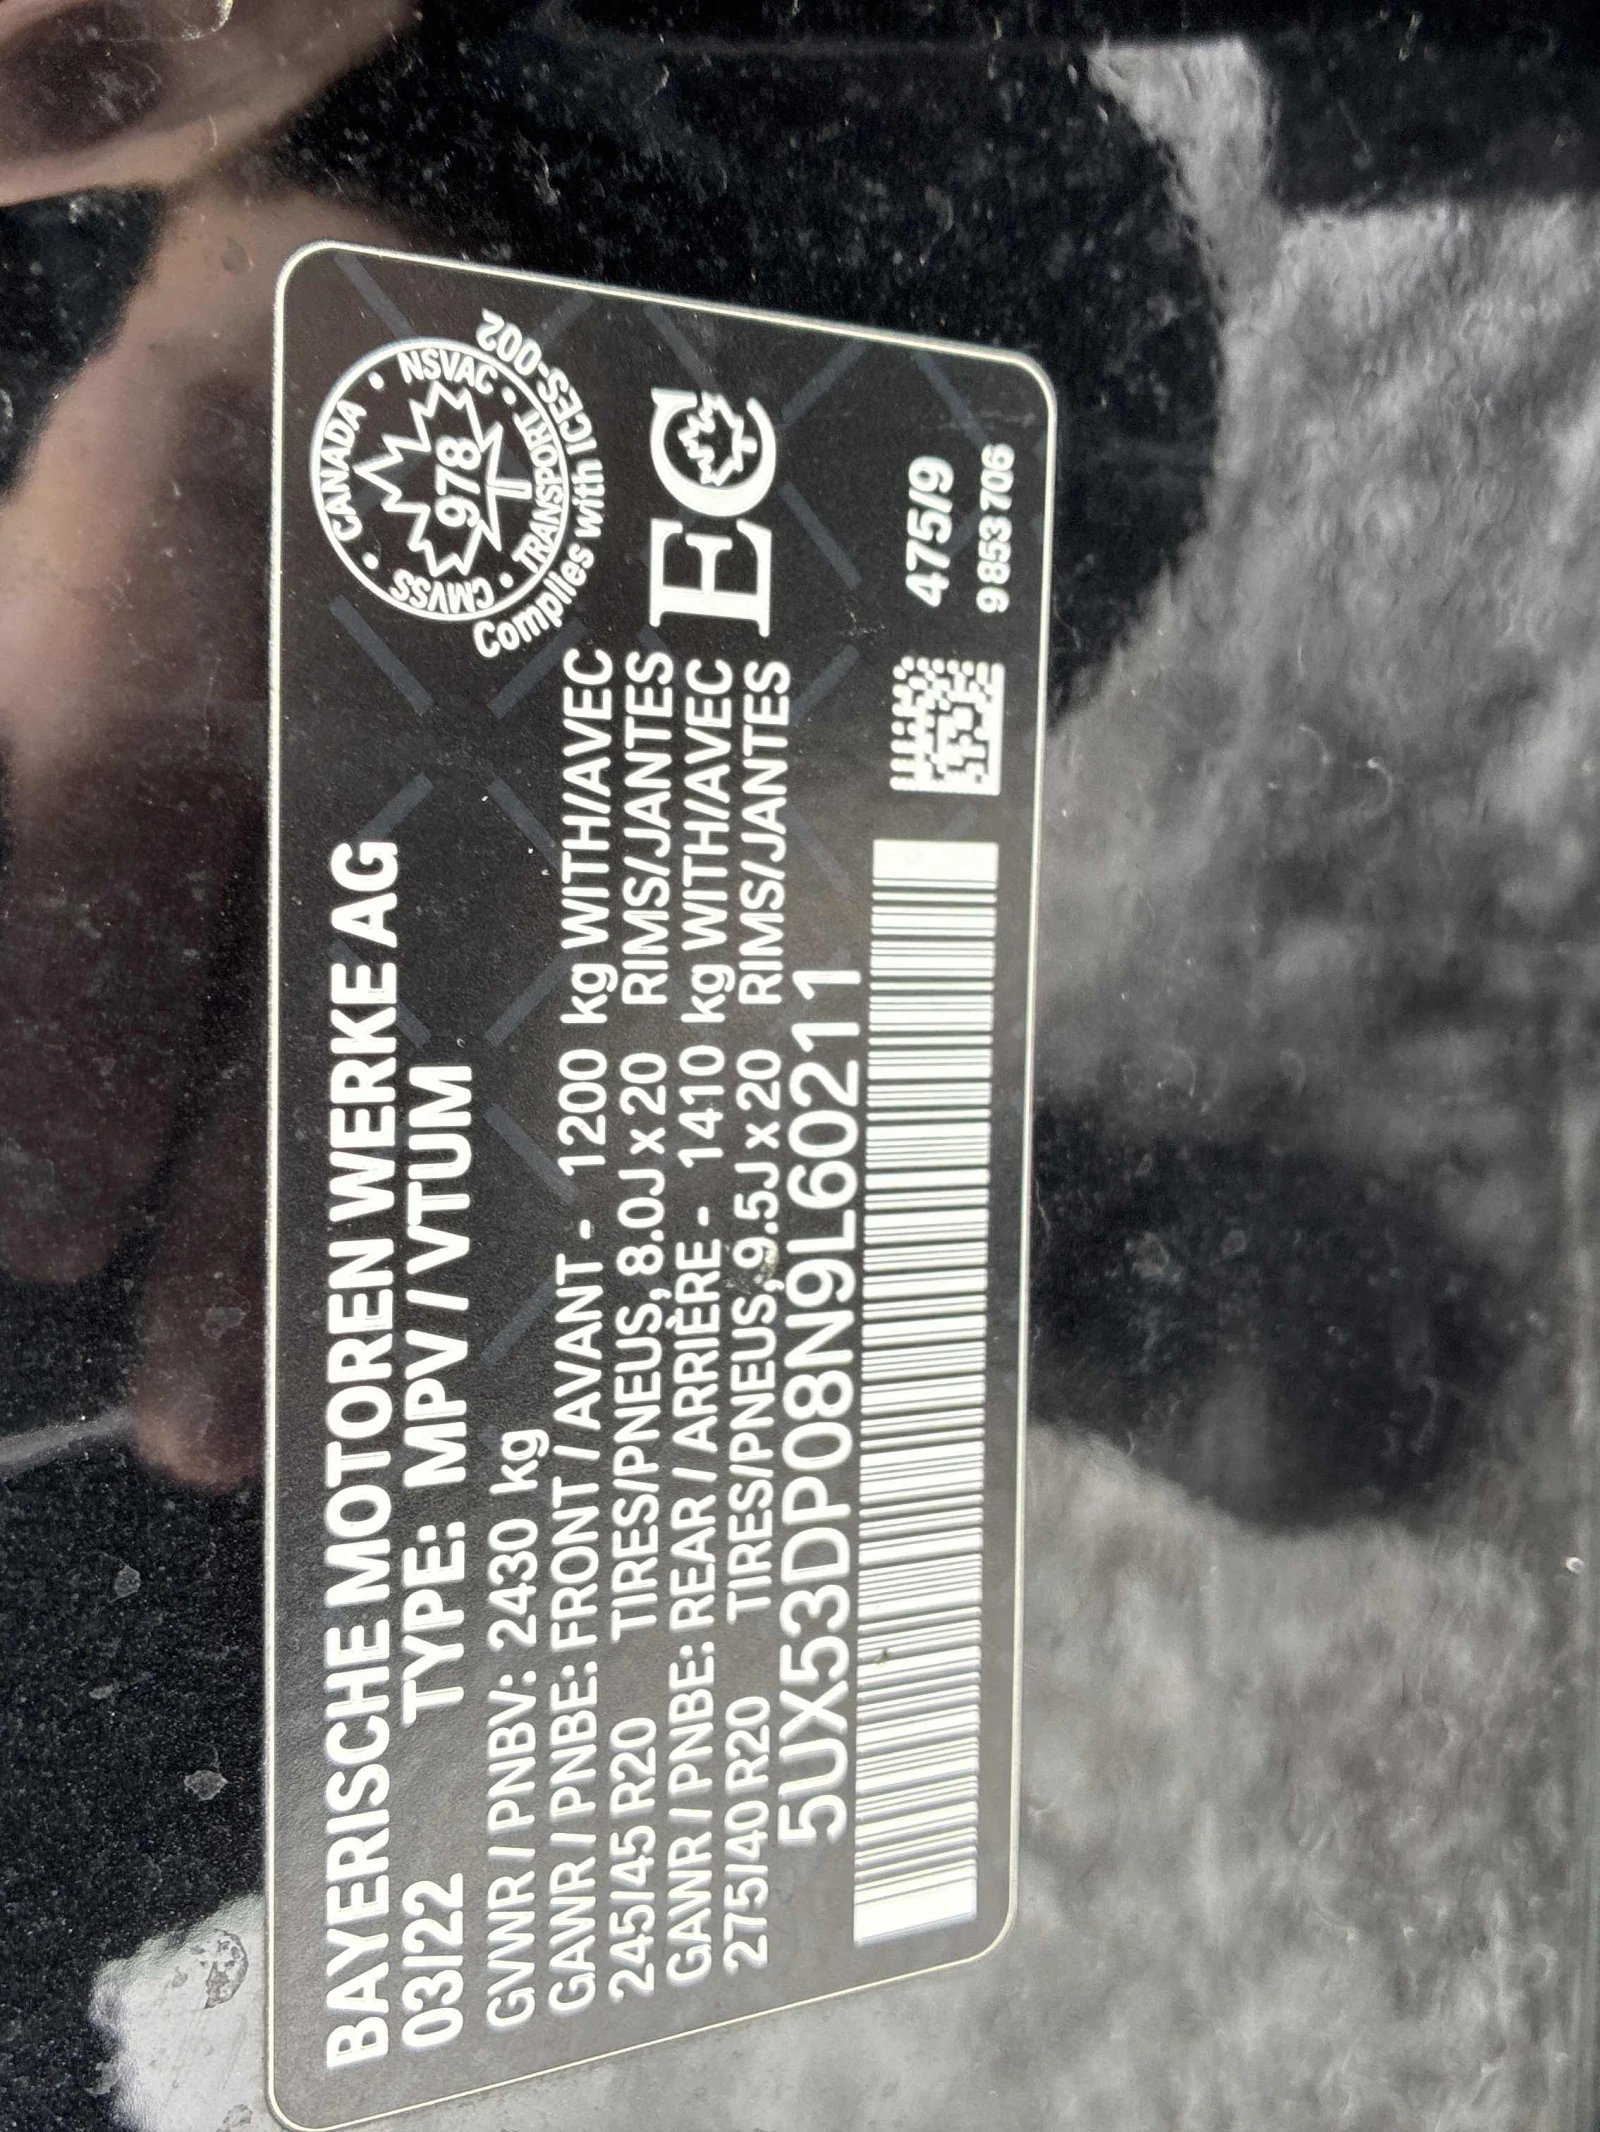 BAYERISCHE MOTOREN WERKE AG
03/22 TYPE: MPV / VTUM
GVWR / PNBV: 2430 kg
GAWR / PNBE: FRONT / AVANT - 1200 kg WITH/AVEC
245/45 R20 TIRES/PNEUS, 8.0J x 20 RIMS/JANTES
GAWR / PNBE: REAR / ARRIÈRE - 1410 kg WITH/AVEC
275/40 R20 TIRES/PNEUS, 9.5J x 20 RIMS/JANTES
5UX53DP08N9L60211
CANADA
CMVSS NSVAC
978
TRANSPORT
Complies with ICES-002
EC
475/9
9853706